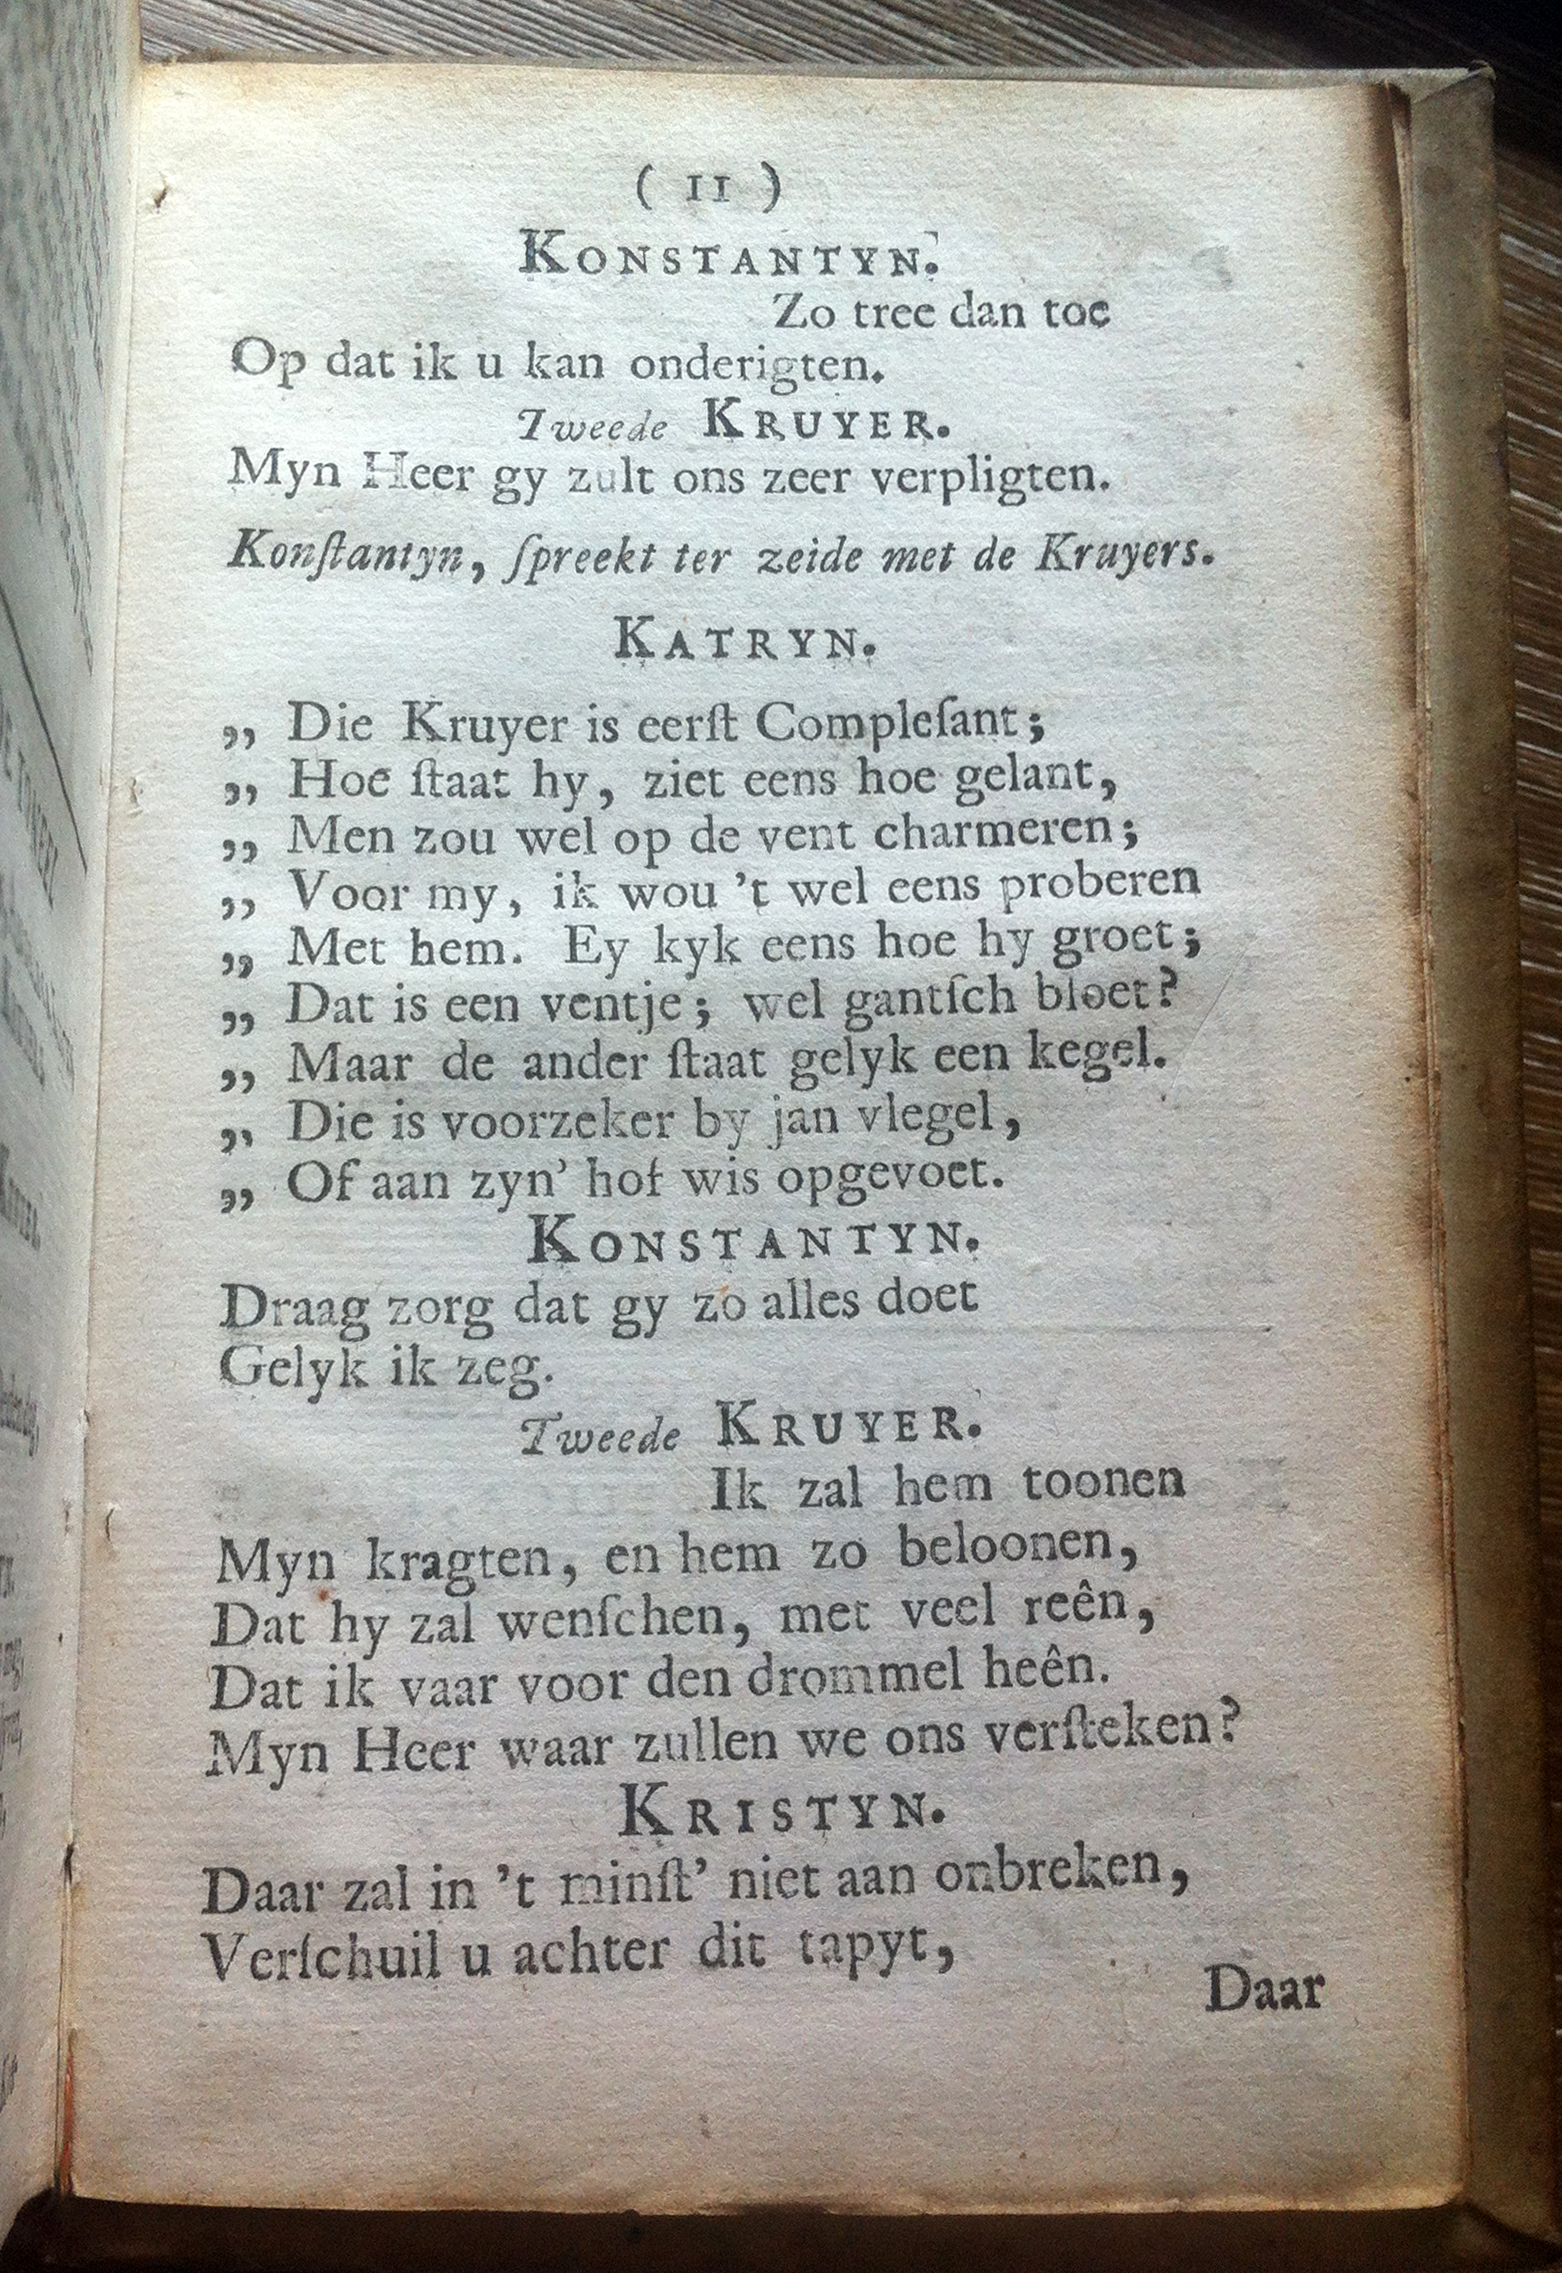 ( 11 )
KONSTANTYN.
Zo tree dan toe
Op dat ik u kan onderigten.
Tweede KRUYER.
Myn Heer gy zult ons zeer verpligten.
Konſtantyn, ſpreekt ter zeide met de Kruyers.
KATRYN.
„ Die Kruyer is eerſt Compleſant;
„ Hoe ſtaat hy, ziet eens hoe gelant,
„ Men zou wel op de vent charmeren;
„ Voor my, ik wou 't wel eens proberen
„ Met hem. Ey kyk eens hoe hy groet;
„ Dat is een ventje; wel gantſch bloet?
„ Maar de ander ſtaat gelyk een kegel.
„ Die is voorzeker by jan vlegel,
„ Of aan zyn' hof wis opgevoet.
KONSTANTYN.
Draag zorg dat gy zo alles doet
Gelyk ik zeg.
Tweede KRUYER.
Ik zal hem toonen
Myn kragten, en hem zo beloonen,
Dat hy zal wenſchen, met veel reên,
Dat ik vaar voor den drommel heên.
Myn Heer waar zullen we ons verſteken?
KRISTYN.
Daar zal in 't minſt' niet aan onbreken,
Verſchuil u achter dit tapyt,
Daar